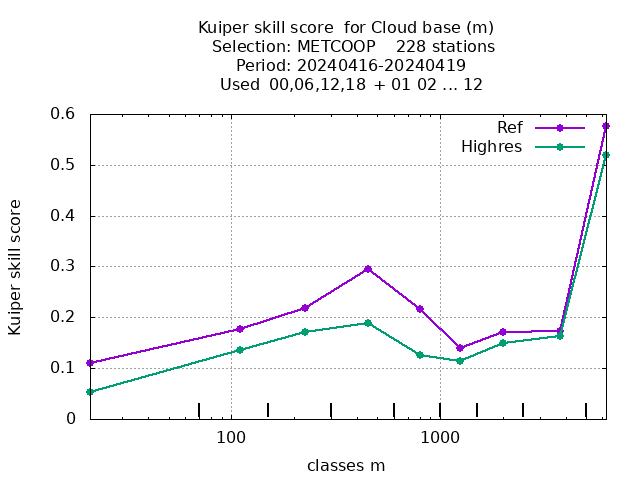 Kuiper skill score  for Cloud base (m)
Selection: METCOOP    228 stations
Period: 20240416-20240419
Used  00,06,12,18  + 01 02 ... 12
Ref
Highres
0.6
0.5
0.4
0.3
0.2
0.1
0
Kuiper skill score
100
1000
classes m